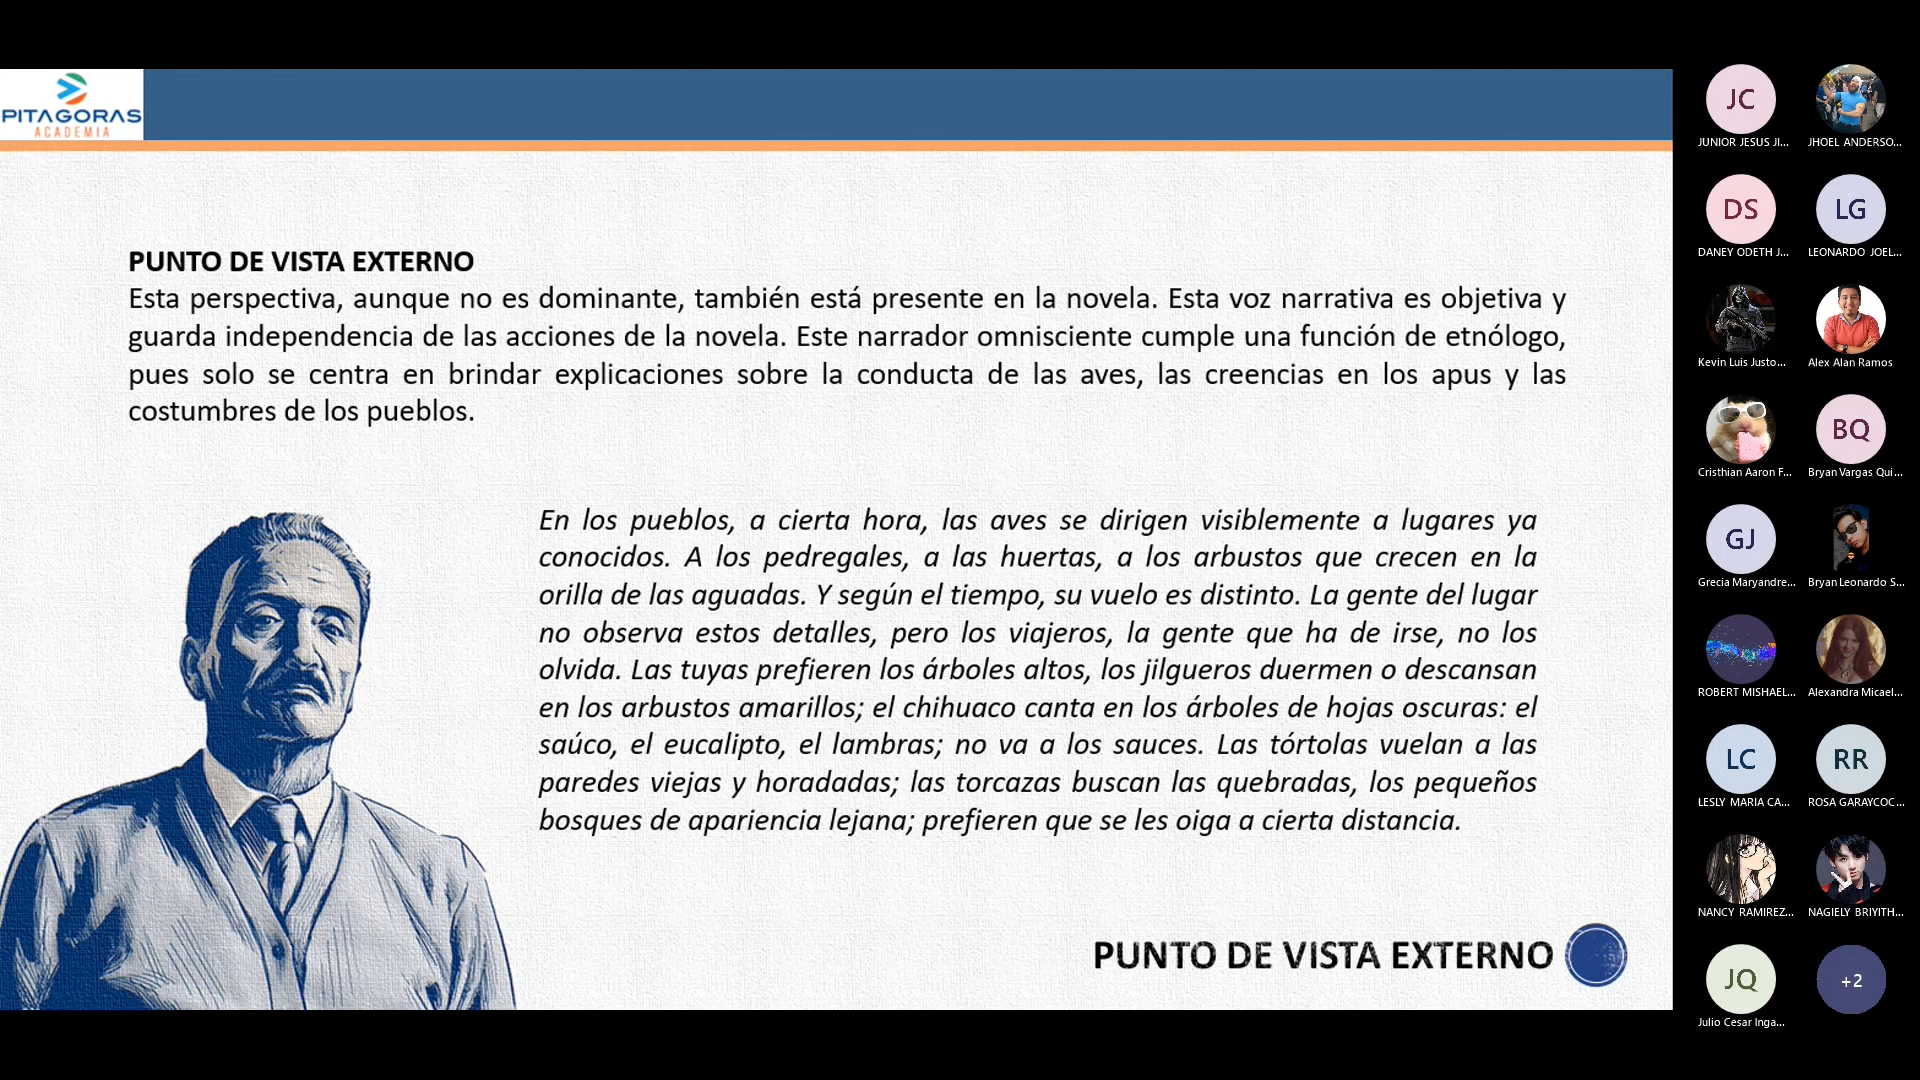 PITAGORAS
ACADEMIA
PUNTO DE VISTA EXTERNO
Esta perspectiva, aunque no es dominante, también está presente en la novela. Esta voz narrativa es objetiva y
guarda independencia de las acciones de la novela. Este narrador omnisciente cumple una función de etnólogo,
pues solo se centra en brindar explicaciones sobre la conducta de las aves, las creencias en los apus y las
costumbres de los pueblos.
En los pueblos, a cierta hora, las aves se dirigen visiblemente a lugares ya
conocidos. A los pedregales, a las huertas, a los arbustos que crecen en la
orilla de las aguadas. Y según el tiempo, su vuelo es distinto. La gente del lugar
no observa estos detalles, pero los viajeros, la gente que ha de irse, no los
olvida. Las tuyas prefieren los árboles altos, los jilgueros duermen o descansan
en los arbustos amarillos; el chihuaco canta en los árboles de hojas oscuras: el
saúco, el eucalipto, el lambras; no va a los sauces. Las tórtolas vuelan a las
paredes viejas y horadadas; las torcazas buscan las quebradas, los pequeños
bosques de apariencia lejana; prefieren que se les oiga a cierta distancia.
PUNTO DE VISTA EXTERNO
JC
JUNIOR JESUS JI...
JHOEL ANDERSO...
DS
LG
DANEY ODETH J...
LEONARDO JOEL...
Kevin Luis Justo...
Alex Alan Ramos
BQ
Cristhian Aaron F...
Bryan Vargas Qui...
GJ
Grecia Maryandre...
Bryan Leonardo S...
ROBERT MISHAEL...
Alexandra Micael...
LC
RR
LESLY MARIA CA...
ROSA GARAYCOC...
NANCY RAMIREZ...
NAGIELY BRIYITH...
JQ
+2
Julio Cesar Inga...